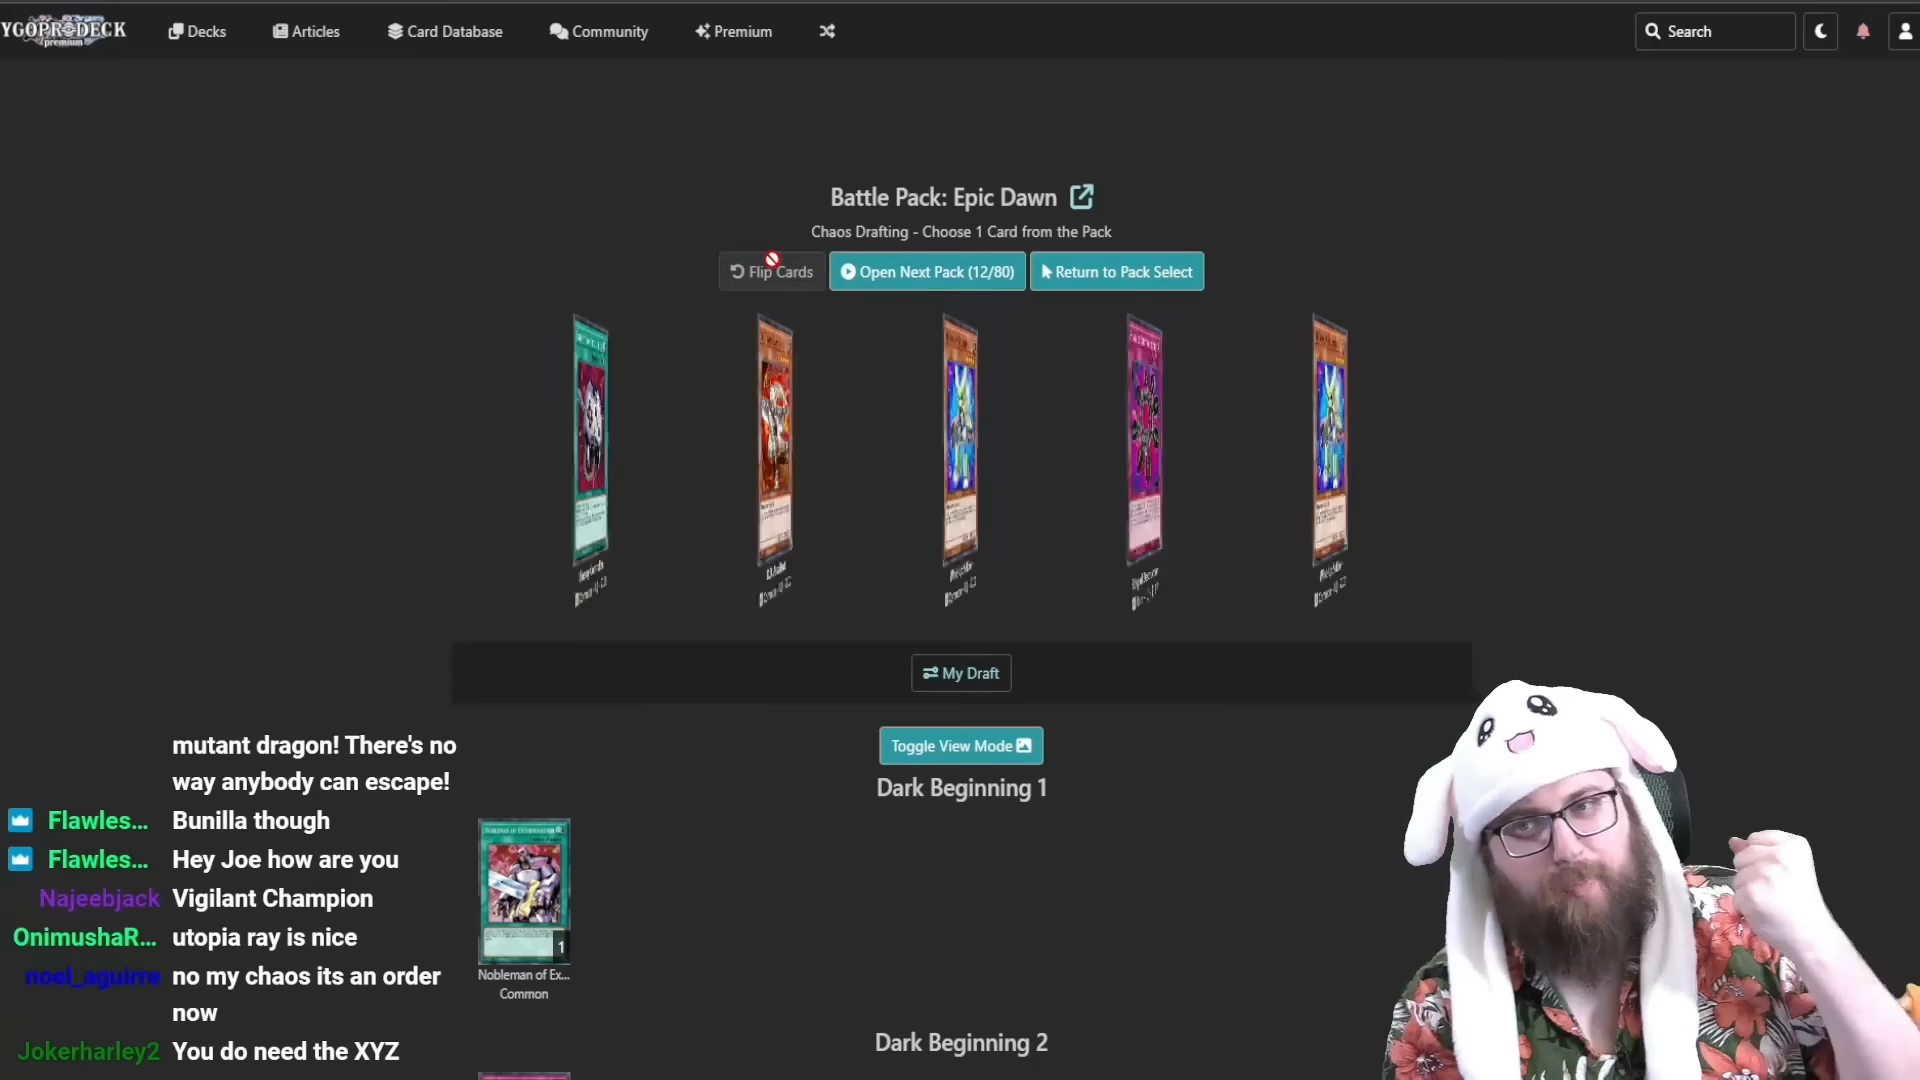 YGOPRODECK
premium
Decks
Articles
Card Database
Community
Premium
Search
Battle Pack: Epic Dawn
Chaos Drafting - Choose 1 Card from the Pack
Flip Cards
Open Next Pack (12/80)
Return to Pack Select
My Draft
Toggle View Mode
Dark Beginning 1
1
Nobleman of Ex...
Common
Dark Beginning 2
mutant dragon! There's no
way anybody can escape!
Flawles... Bunilla though
Flawles... Hey Joe how are you
Najeebjack Vigilant Champion
OnimushaR... utopia ray is nice
noel_aguirre no my chaos its an order
now
Jokerharley2 You do need the XYZ